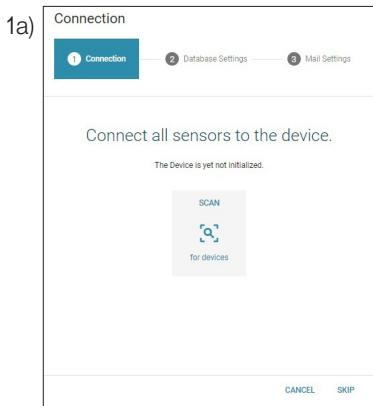 1a)
Connection
1 Connection 2 Database Settings 3 Mail Settings
Connect all sensors to the device.
The Device is yet not initialized.
SCAN
for devices
CANCEL SKIP